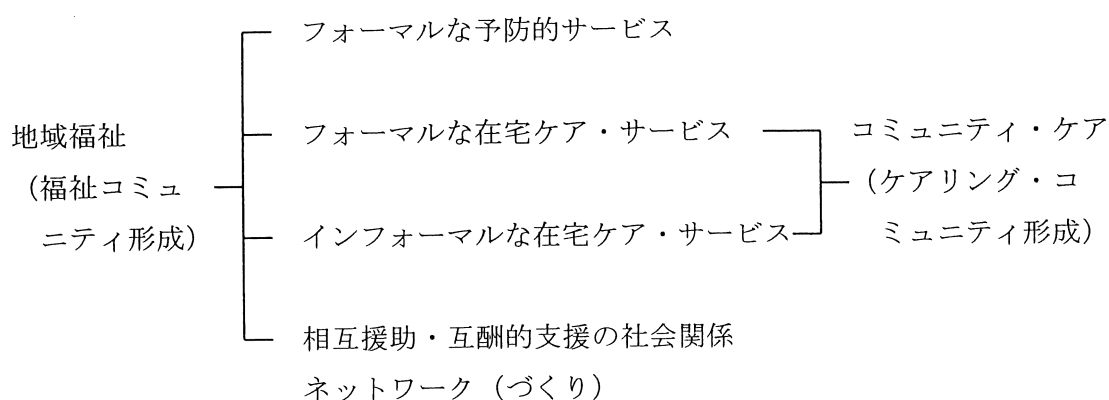 フォーマルな予防的サービス
地域福祉
(福祉コミュ
ニティ形成)
フォーマルな在宅ケア・サービス
インフォーマルな在宅ケア・サービス
コミュニティ・ケア
(ケアリング・コ
ミュニティ形成)
相互援助・互酬的支援の社会関係
ネットワーク(づくり)